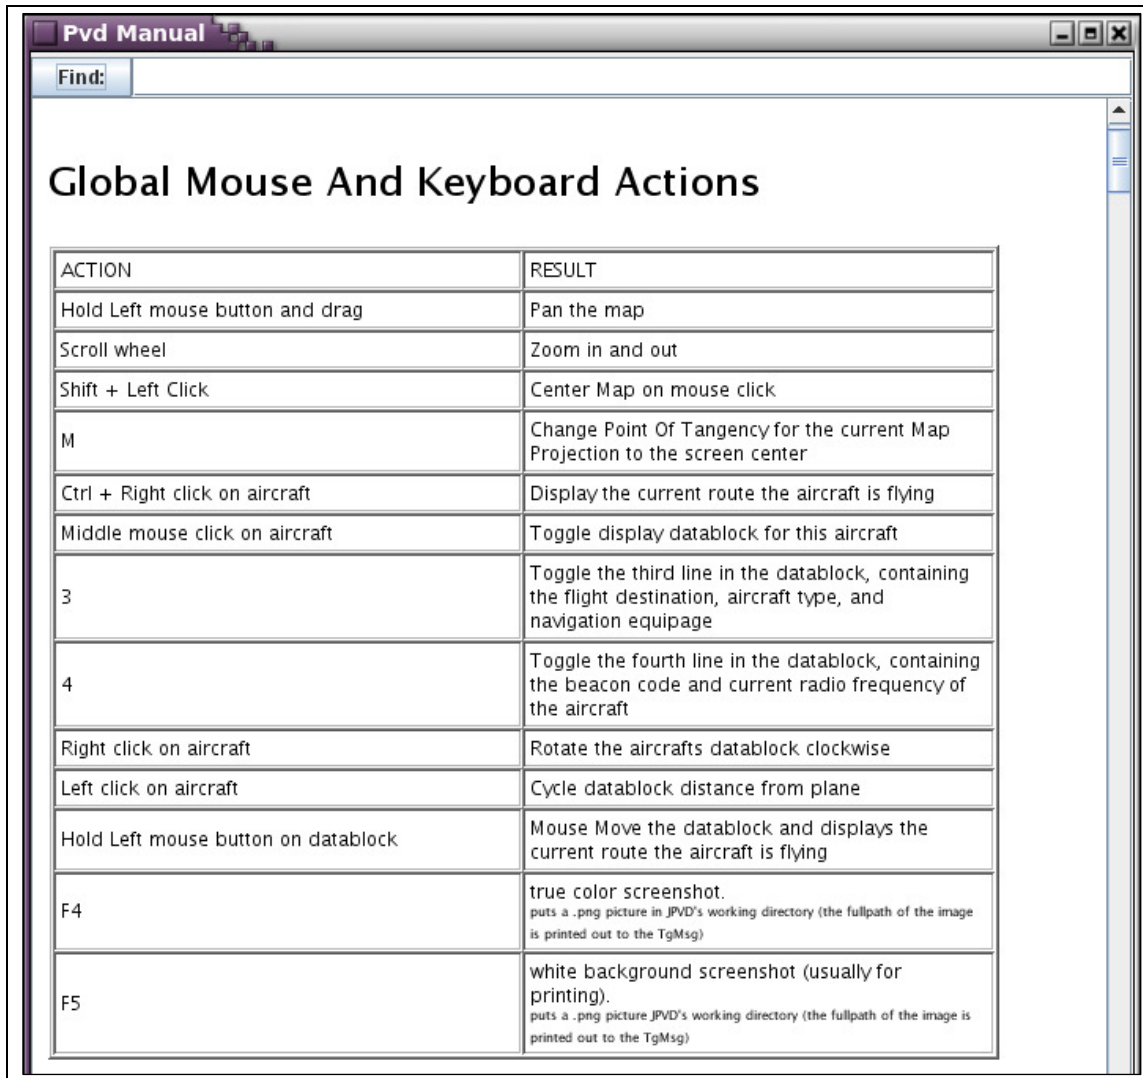 Pvd Manual
Find:
Global Mouse And Keyboard Actions
ACTION
RESULT
Hold Left mouse button and drag
Pan the map
Scroll wheel
Zoom in and out
Shift + Left Click
Center Map on mouse click
M
Change Point Of Tangency for the current Map
Projection to the screen center
Ctrl + Right click on aircraft
Display the current route the aircraft is flying
Middle mouse click on aircraft
Toggle display datablock for this aircraft
3
Toggle the third line in the datablock, containing
the flight destination, aircraft type, and
navigation equipage
4
Toggle the fourth line in the datablock, containing
the beacon code and current radio frequency of
the aircraft
Right click on aircraft
Rotate the aircrafts datablock clockwise
Left click on aircraft
Cycle datablock distance from plane
Hold Left mouse button on datablock
Mouse Move the datablock and displays the
current route the aircraft is flying
F4
true color screenshot.
puts a .png picture in JPVD's working directory (the fullpath of the image
is printed out to the TgMsg)
F5
white background screenshot (usually for
printing).
puts a .png picture JPVD's working directory (the fullpath of the image is
printed out to the TgMsg)